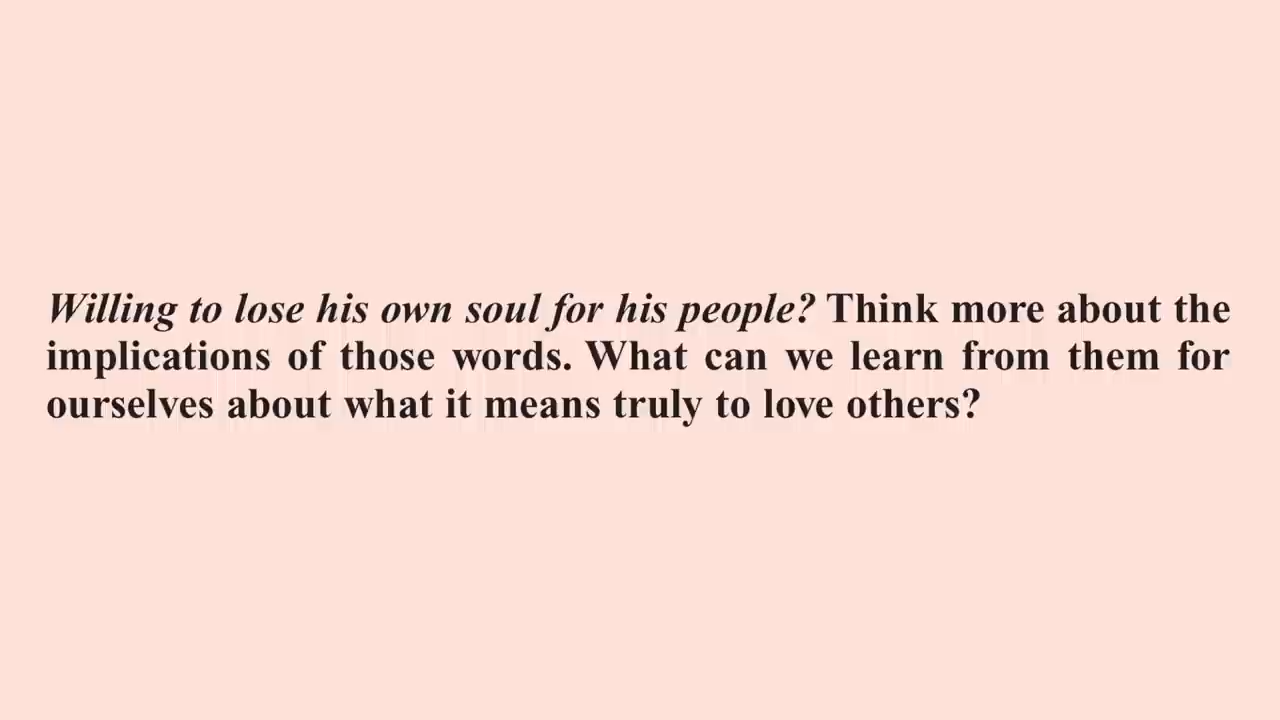 Willing to lose his own soul for his people? Think more about the
implications of those words. What can we learn from them for
ourselves about what it means truly to love others?